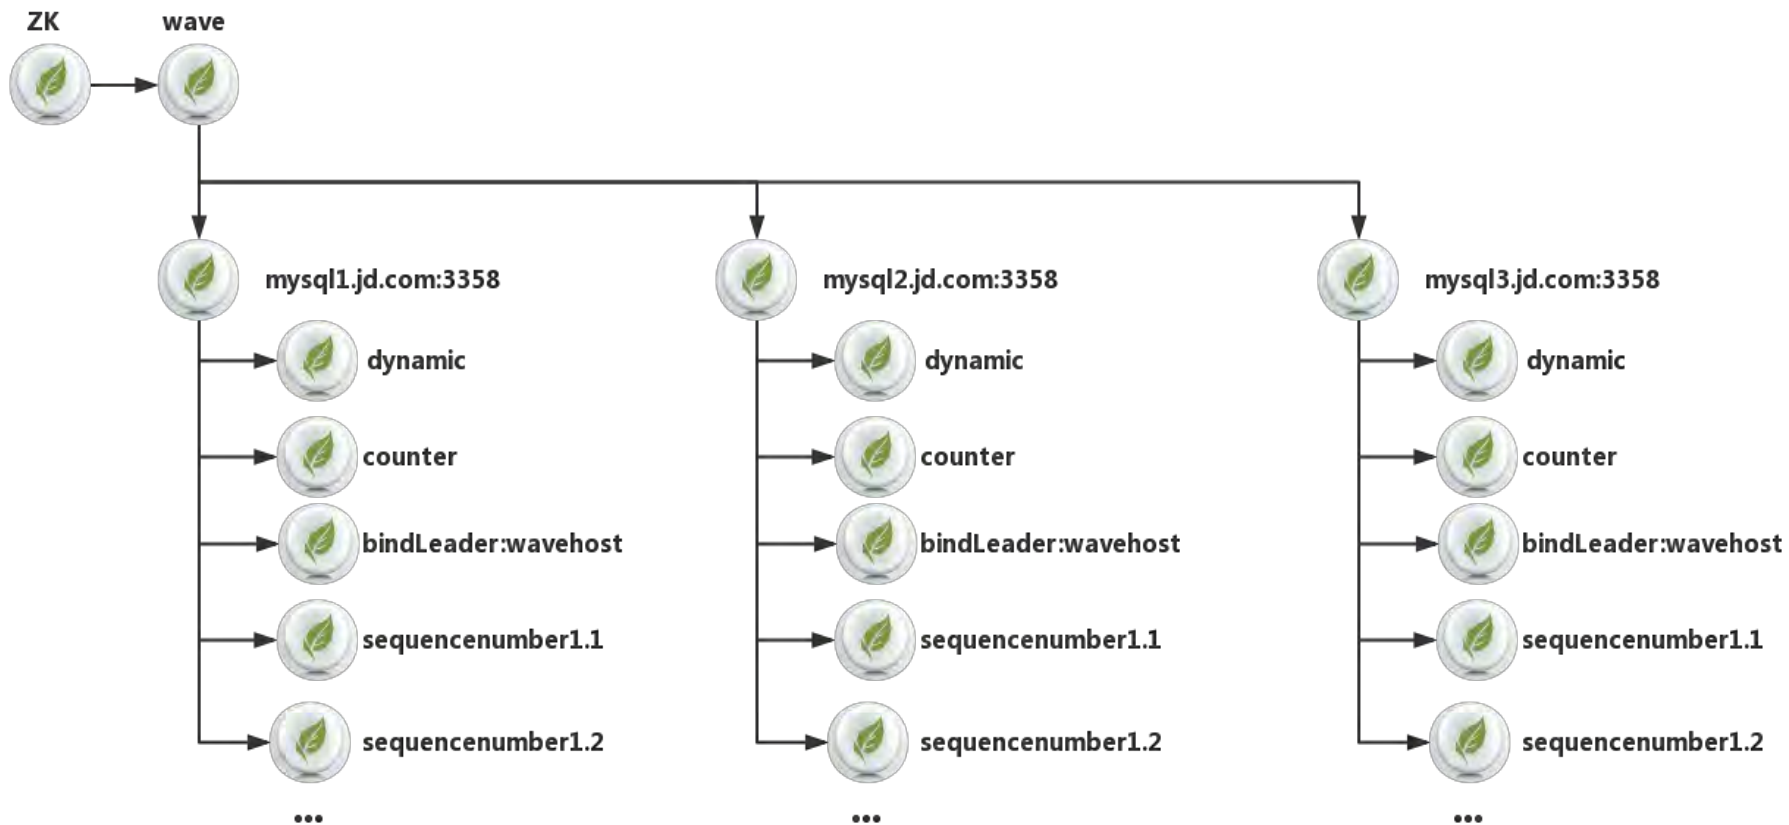 ZK
wave
mysql1.jd.com:3358
mysql2.jd.com:3358
mysql3.jd.com:3358
dynamic
dynamic
dynamic
counter
counter
counter
bindLeader:wavehost
bindLeader:wavehost
bindLeader:wavehost
sequencenumber1.1
sequencenumber1.1
sequencenumber1.1
sequencenumber1.2
sequencenumber1.2
sequencenumber1.2
...
...
...